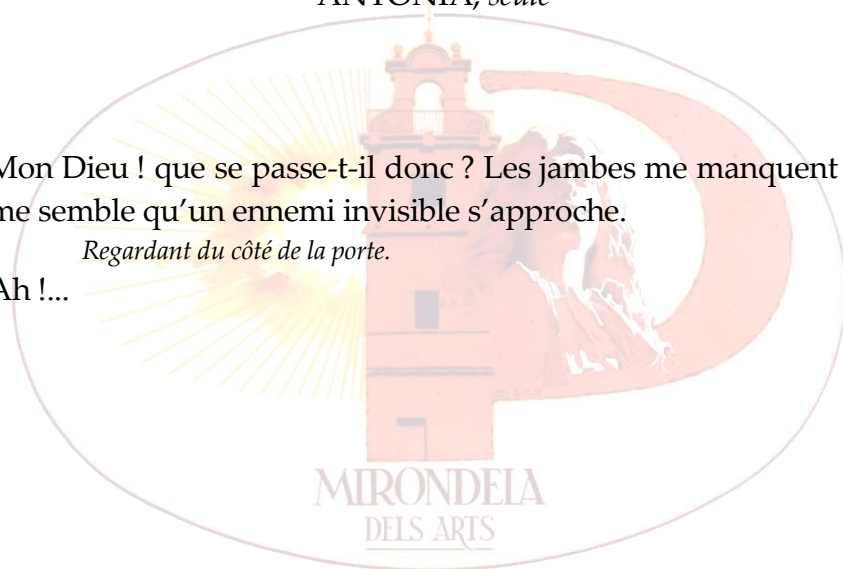 ANTONIA, seule
Mon Dieu ! que se passe-t-il donc ? Les jambes me manquent
me semble qu’un ennemi invisible s’approche.
Regardant du côté de la porte.
Ah !...
MIRONDELA
DELS ARTS